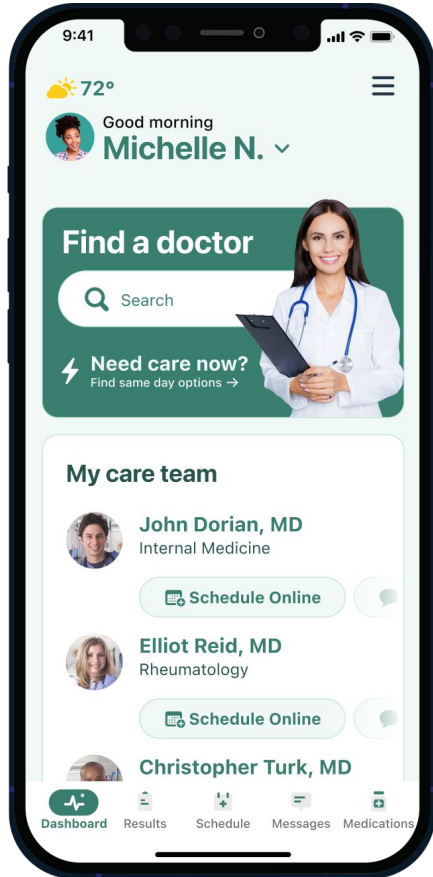 9:41
72°
Good morning
Michelle N.
Find a doctor
Search
Need care now?
Find same day options →
My care team
John Dorian, MD
Internal Medicine
Schedule Online
Elliot Reid, MD
Rheumatology
Schedule Online
Christopher Turk, MD
Dashboard Results Schedule Messages Medications